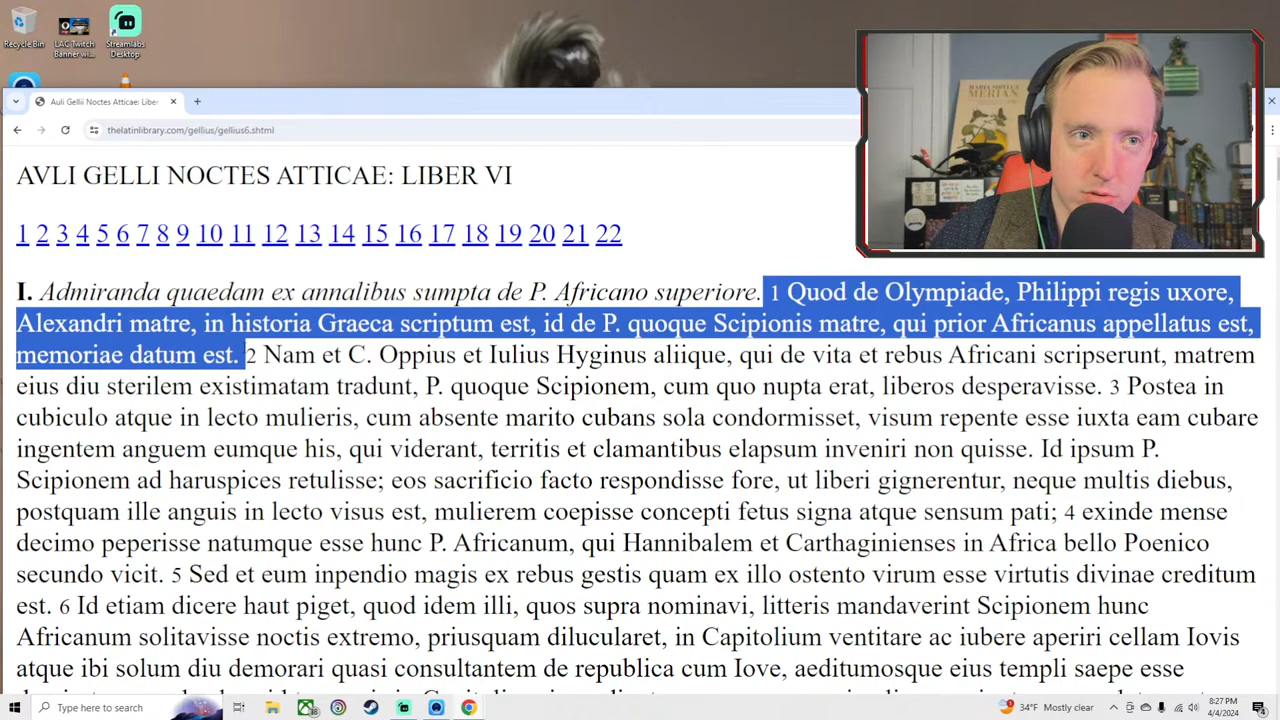 Recycle Bin
LAC Twitch
Banner wi...
Streamlabs
Desktop
Auli Gellii Noctes Atticae: Liber
thelatinlibrary.com/gellius/gellius6.shtml
MARIA SIBYLLA
MERIAN
AVLI GELLI NOCTES ATTICAE: LIBER VI
1 2 3 4 5 6 7 8 9 10 11 12 13 14 15 16 17 18 19 20 21 22
I. Admiranda quaedam ex annalibus sumpta de P. Africano superiore. 1 Quod de Olympiade, Philippi regis uxore,
Alexandri matre, in historia Graeca scriptum est, id de P. quoque Scipionis matre, qui prior Africanus appellatus est,
memoriae datum est. 2 Nam et C. Oppius et Iulius Hyginus aliique, qui de vita et rebus Africani scripserunt, matrem
eius diu sterilem existimatam tradunt, P. quoque Scipionem, cum quo nupta erat, liberos desperavisse. 3 Postea in
cubiculo atque in lecto mulieris, cum absente marito cubans sola condormisset, visum repente esse iuxta eam cubare
ingentem anguem eumque his, qui viderant, territis et clamantibus elapsum inveniri non quisse. Id ipsum P.
Scipionem ad haruspices retulisse; eos sacrificio facto respondisse fore, ut liberi gignerentur, neque multis diebus,
postquam ille anguis in lecto visus est, mulierem coepisse concepti fetus signa atque sensum pati; 4 exinde mense
decimo peperisse natumque esse hunc P. Africanum, qui Hannibalem et Carthaginienses in Africa bello Poenico
secundo vicit. 5 Sed et eum inpendio magis ex rebus gestis quam ex illo ostento virum esse virtutis divinae creditum
est. 6 Id etiam dicere haut piget, quod idem illi, quos supra nominavi, litteris mandaverint Scipionem hunc
Africanum solitavisse noctis extremo, priusquam dilucularet, in Capitolium ventitare ac iubere aperiri cellam Iovis
atque ibi solum diu demorari quasi consultantem de republica cum Iove, aeditumosque eius templi saepe esse
Type here to search
34°F Mostly clear
8:27 PM
4/4/2024